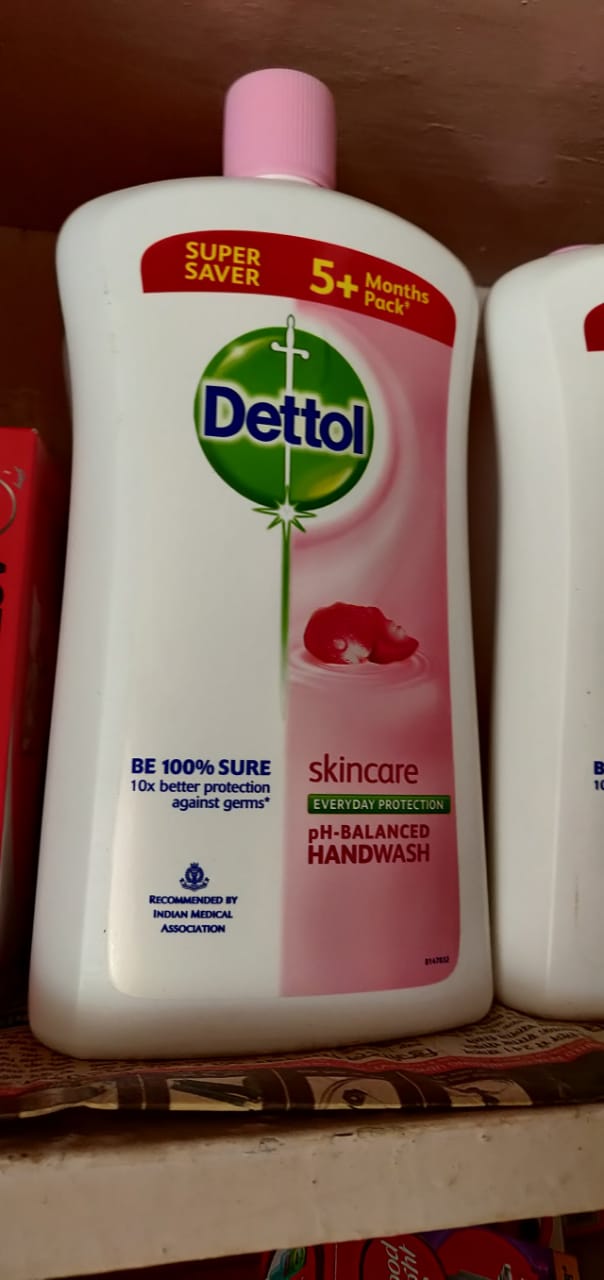 SUPER
SAVER
5+ Months
Pack
Dettol
BE 100% SURE
10x better protection
against germs*
RECOMMENDED BY
INDIAN MEDICAL
ASSOCIATION
skincare
EVERYDAY PROTECTION
pH-BALANCED
HANDWASH
B
10